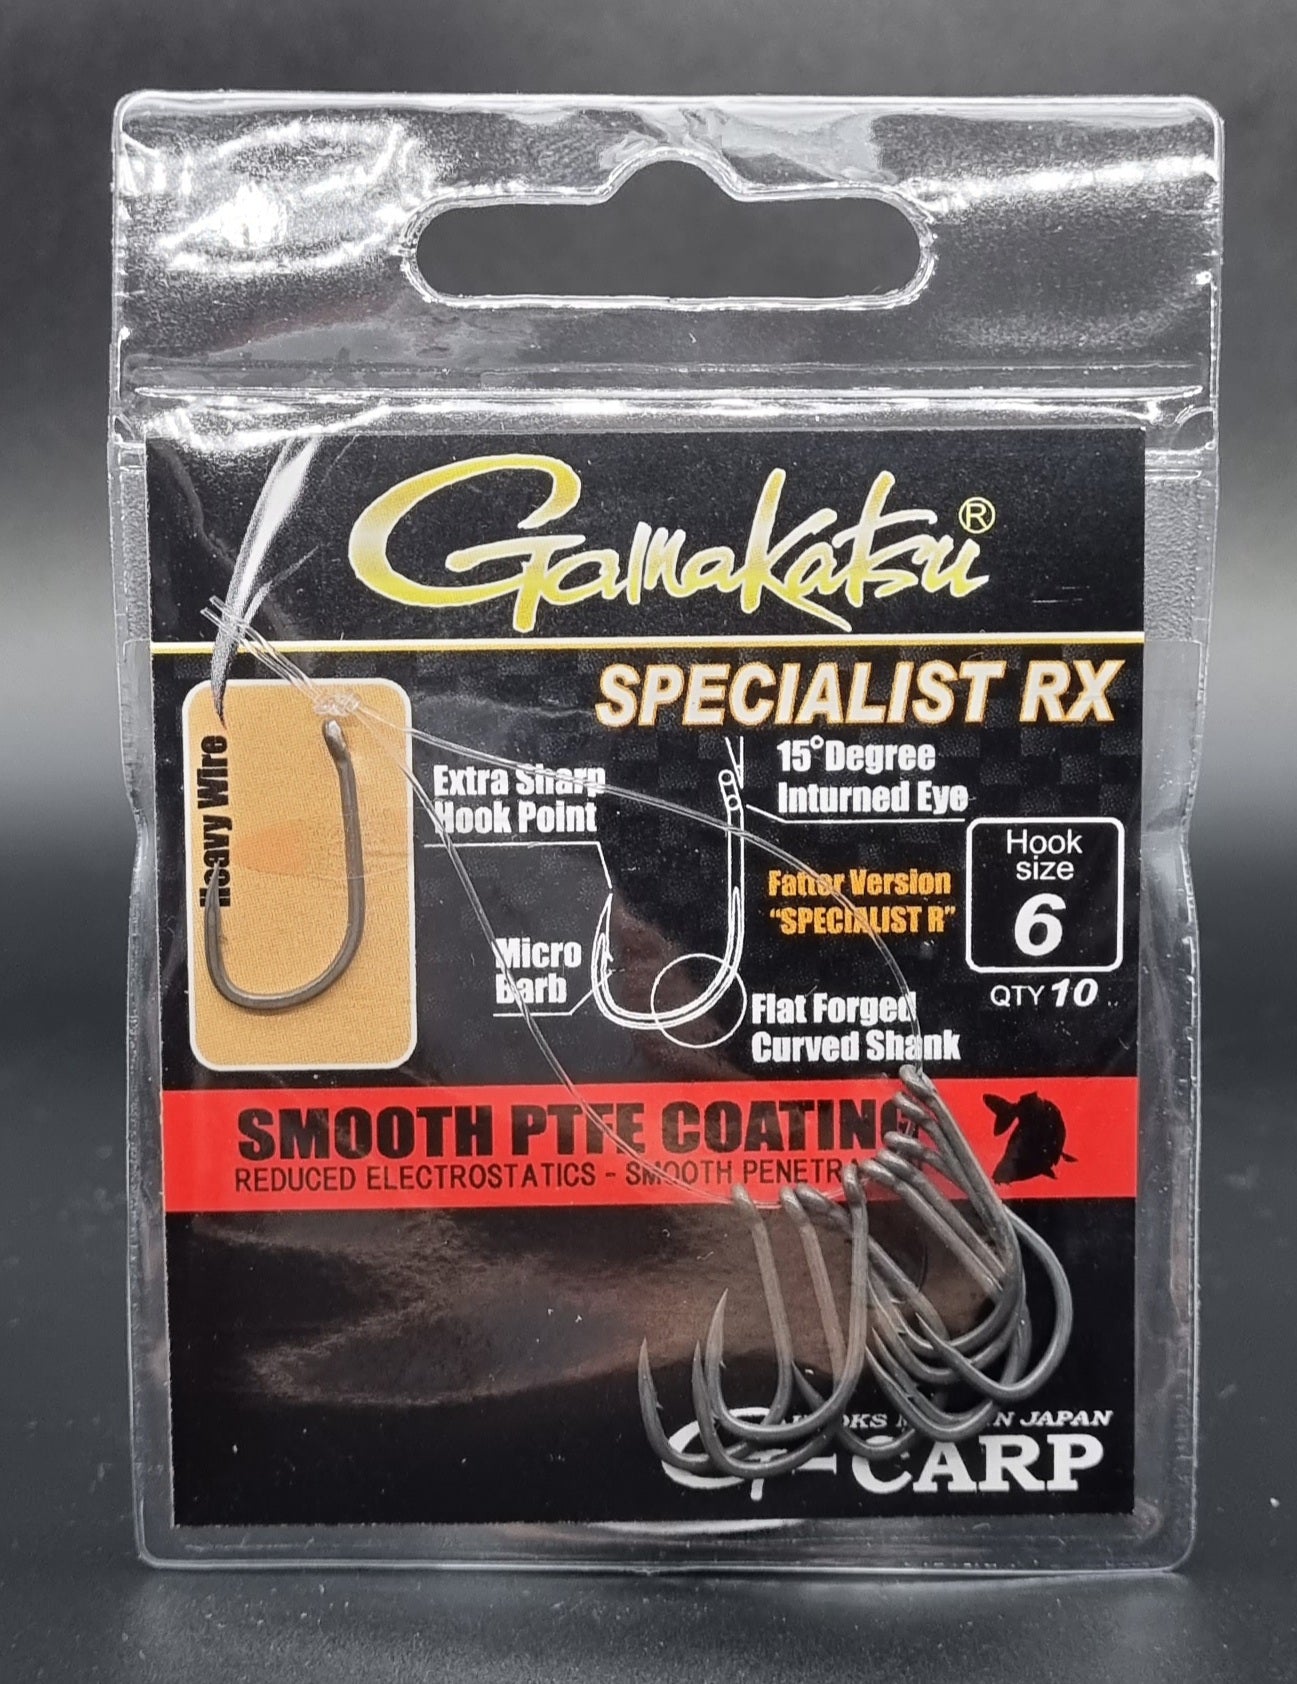 Gamakatsu®
SPECIALIST RX
Heavy Wire
Extra Sharp
Hook Point
15° Degree
Inturned Eye
Fatter Version
"SPECIALIST R"
Hook
size
6
QTY 10
Micro
Barb
Flat Forged
Curved Shank
SMOOTH PTFE COATING
REDUCED ELECTROSTATICS - SMOOTH
IN JAPAN
G-CARP